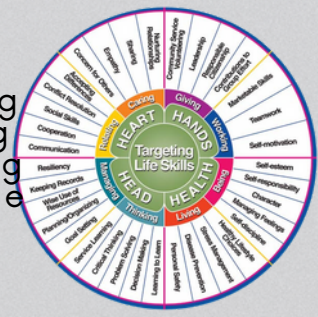 g
g
g
e
Targeting
Life Skills
HEART
HANDS
HEALTH
HEAD
Caring
Giving
Working
Being
Living
Thinking
Managing
Relating
Nurturing
Relationships
Sharing
Empathy
Concern for Others
Accepting
Differences
Conflict Resolution
Social Skills
Cooperation
Communication
Community Service
Volunteering
Leadership
Responsible
Citizenship
Contributions to
Group Effort
Marketable Skills
Teamwork
Self-motivation
Self-esteem
Self-responsibility
Character
Managing Feelings
Self-discipline
Healthy Lifestyle
Choices
Stress Management
Disease Prevention
Personal Safety
Learning to Learn
Decision Making
Problem Solving
Critical Thinking
Service Learning
Goal Setting
Planning/Organizing
Wise Use of
Resources
Keeping Records
Resiliency